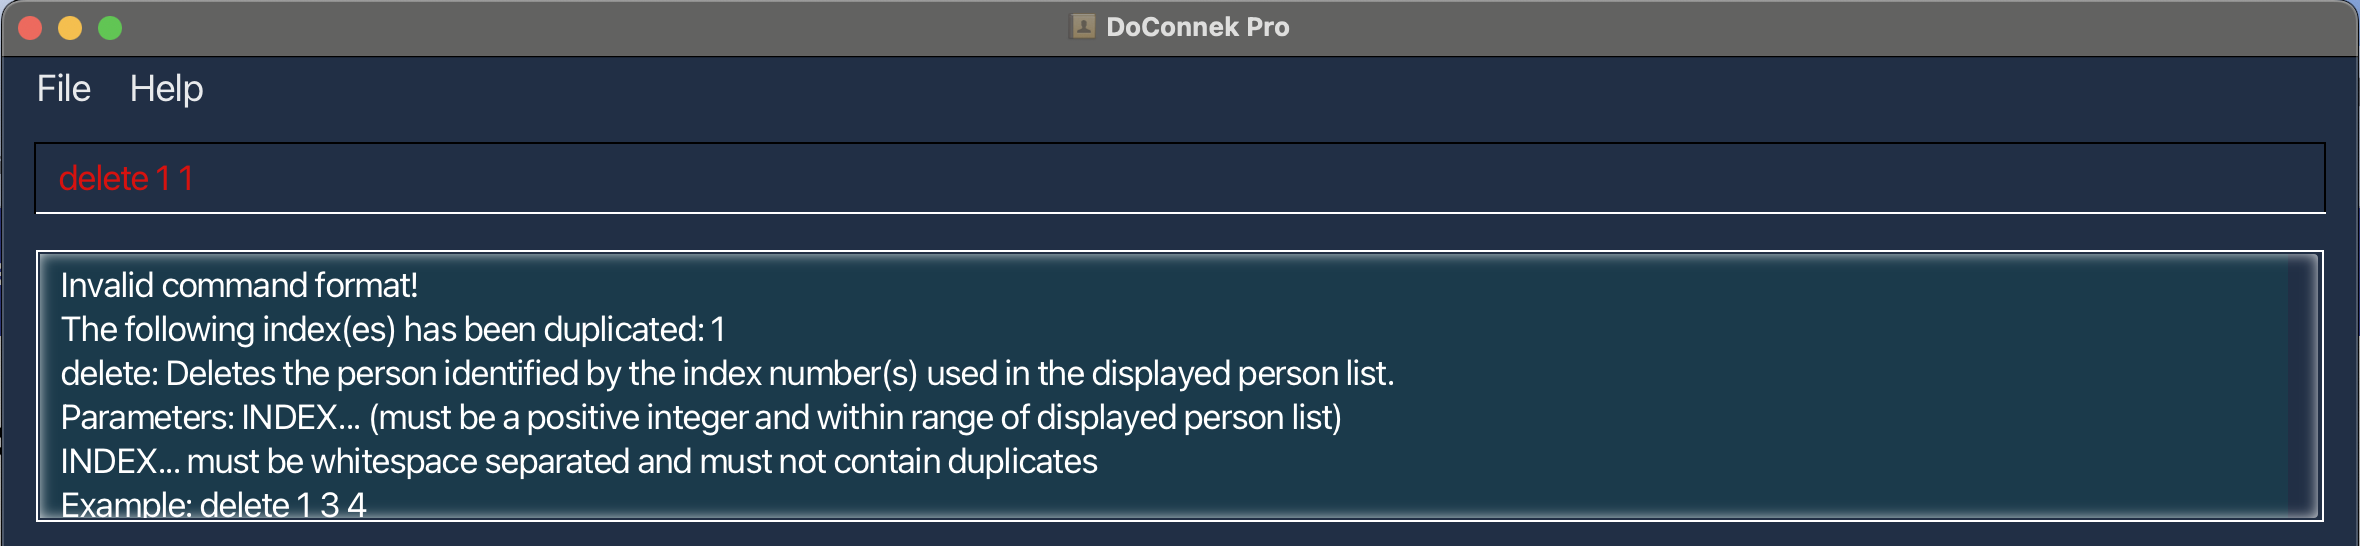 DoConnek Pro
File Help
delete 1 1
Invalid command format!
The following index(es) has been duplicated: 1
delete: Deletes the person identified by the index number(s) used in the displayed person list.
Parameters: INDEX... (must be a positive integer and within range of displayed person list)
INDEX... must be whitespace separated and must not contain duplicates
Example: delete 1 3 4